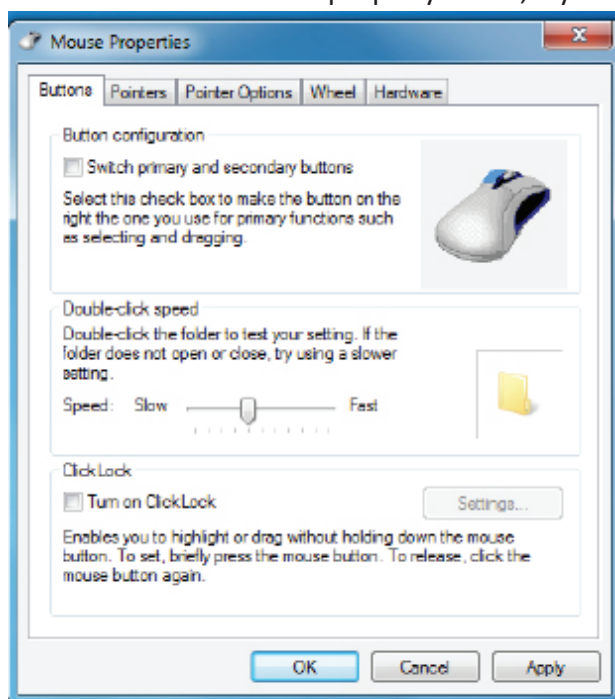 Mouse Properties
Buttons Pointers Pointer Options Wheel Hardware
Button configuration
Switch primary and secondary buttons
Select this check box to make the button on the
right the one you use for primary functions such
as selecting and dragging.
Double-click speed
Double-click the folder to test your setting. If the
folder does not open or close, try using a slower
setting.
Speed: Slow Fast
ClickLock
Turn on ClickLock
Settings...
Enables you to highlight or drag without holding down the mouse
button. To set, briefly press the mouse button. To release, click the
mouse button again.
OK Cancel Apply